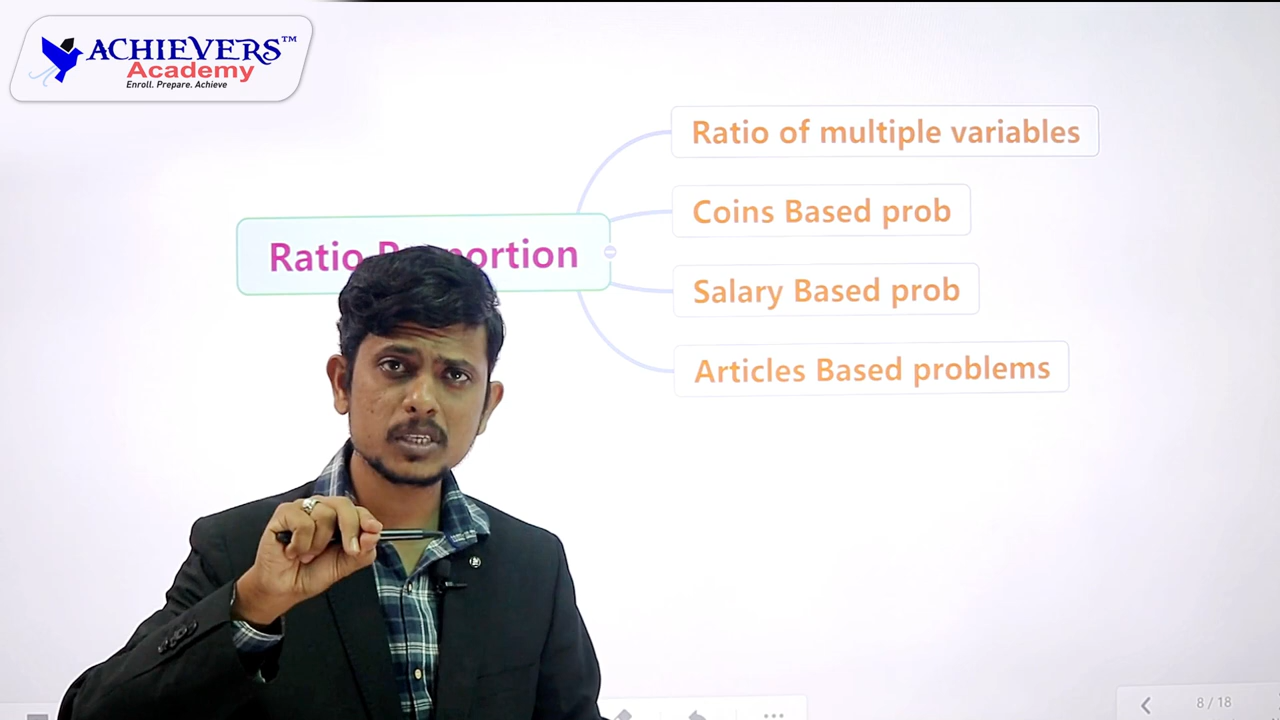 ACHIEVERS™
Academy
Enroll. Prepare. Achieve
Ratio of multiple variables
Coins Based prob
Ratio
Salary Based prob
Articles Based problems
8 / 18